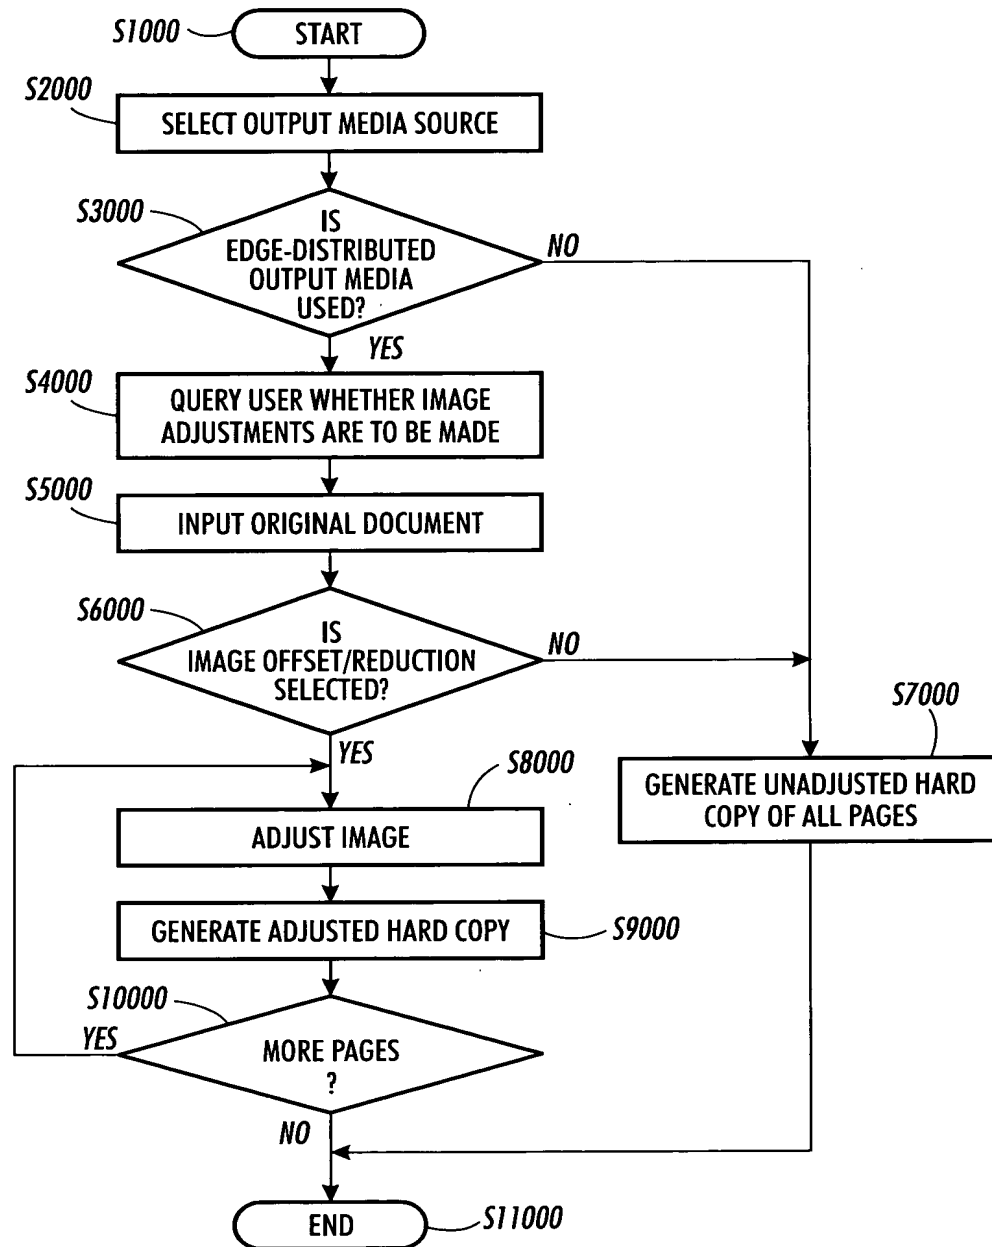 S1000
START
S2000
SELECT OUTPUT MEDIA SOURCE
S3000
IS
EDGE-DISTRIBUTED
OUTPUT MEDIA
USED?
NO
YES
S4000
QUERY USER WHETHER IMAGE
ADJUSTMENTS ARE TO BE MADE
S5000
INPUT ORIGINAL DOCUMENT
S6000
IS
IMAGE OFFSET/REDUCTION
SELECTED?
NO
S7000
GENERATE UNADJUSTED HARD
COPY OF ALL PAGES
YES
S8000
ADJUST IMAGE
GENERATE ADJUSTED HARD COPY
S9000
S10000
YES
MORE PAGES
?
NO
END
S11000